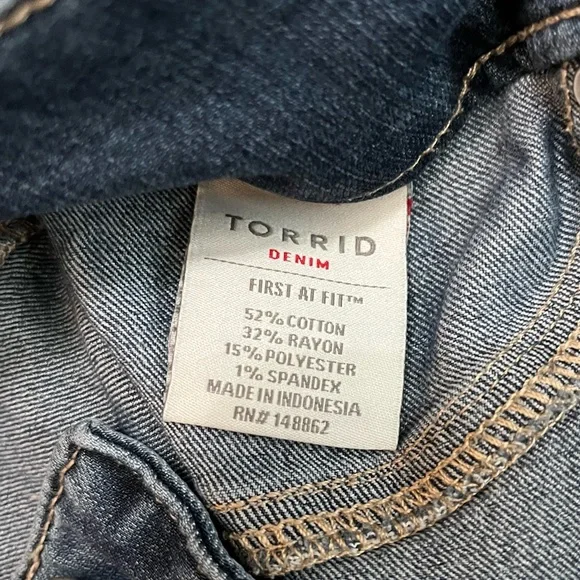 TORRID
DENIM
FIRST AT FIT™
52% COTTON
32% RAYON
15% POLYESTER
1% SPANDEX
MADE IN INDONESIA
RN# 148862